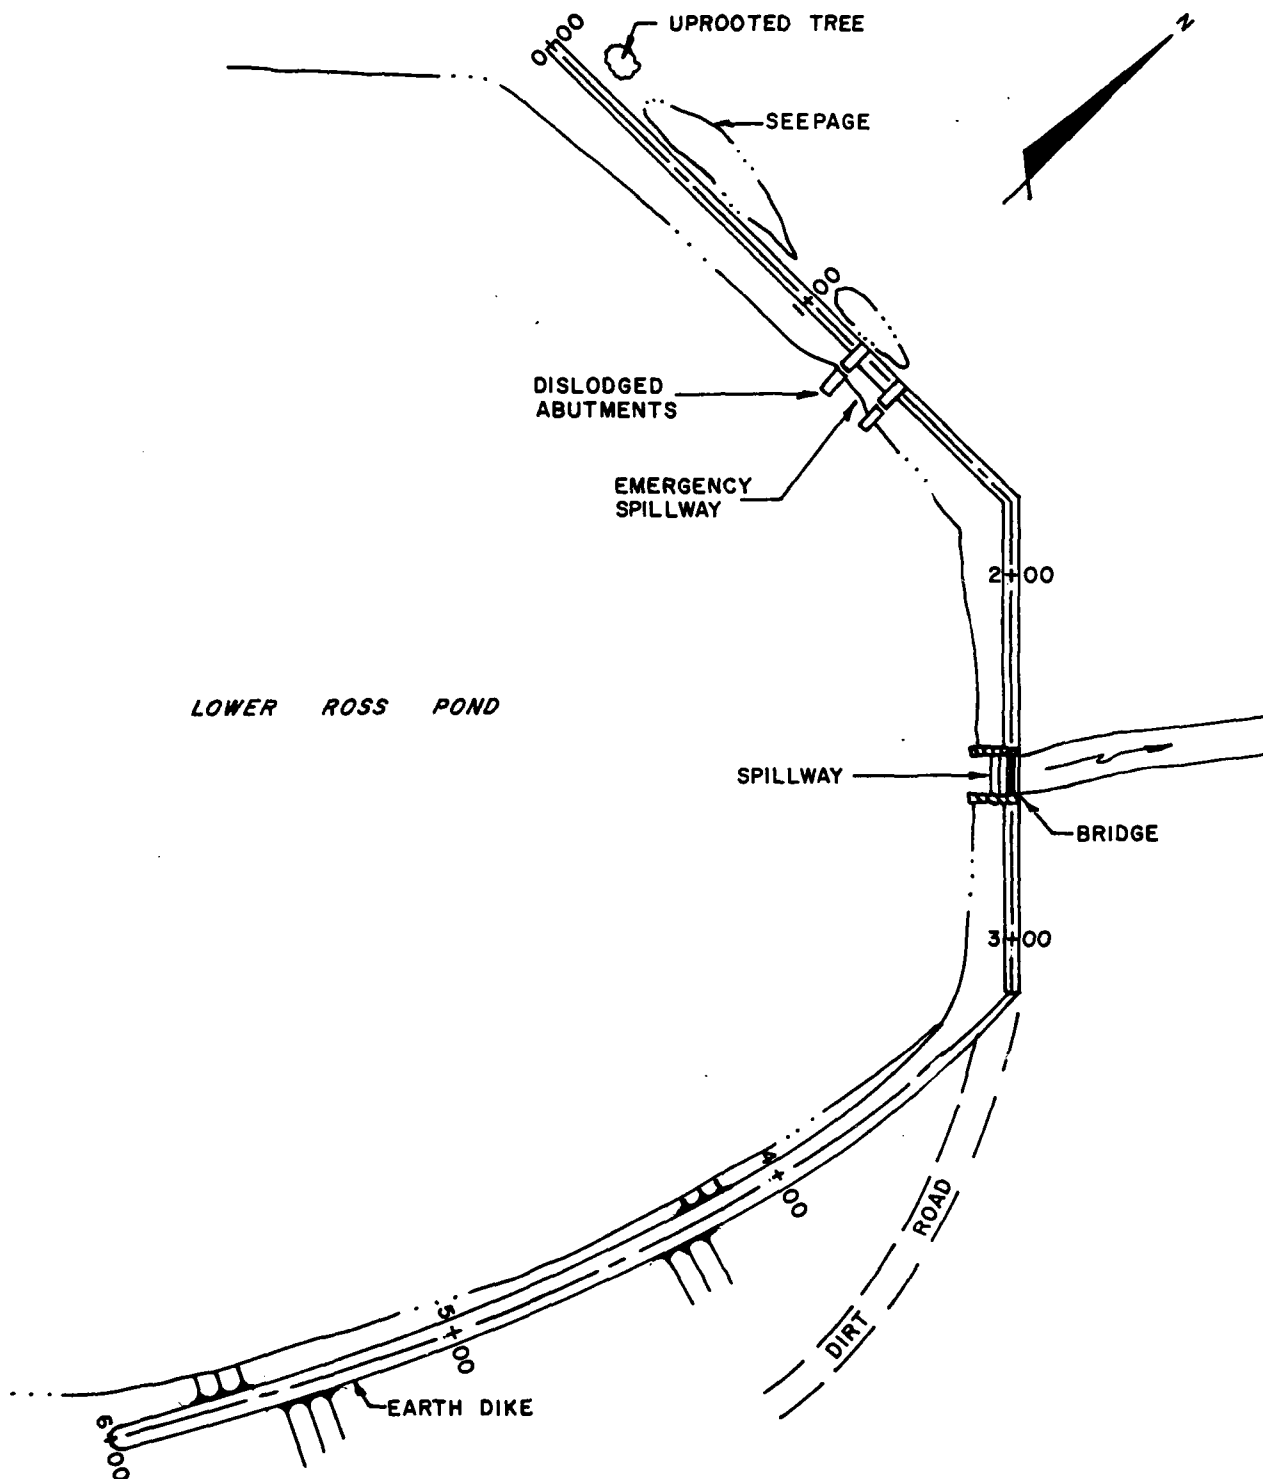 0+00
UPROOTED TREE
N
SEEPAGE
1+00
DISLODGED
ABUTMENTS
EMERGENCY
SPILLWAY
2+00
LOWER ROSS POND
SPILLWAY
BRIDGE
3+00
4+00
DIRT ROAD
5+00
EARTH DIKE
6+00